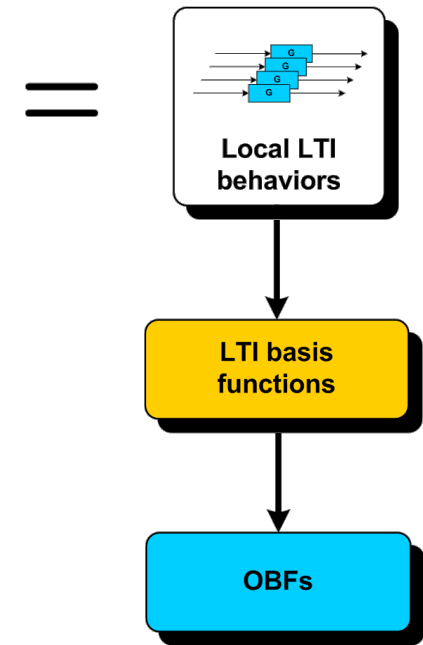 G
G
G
G
Local LTI
behaviors
LTI basis
functions
OBFs